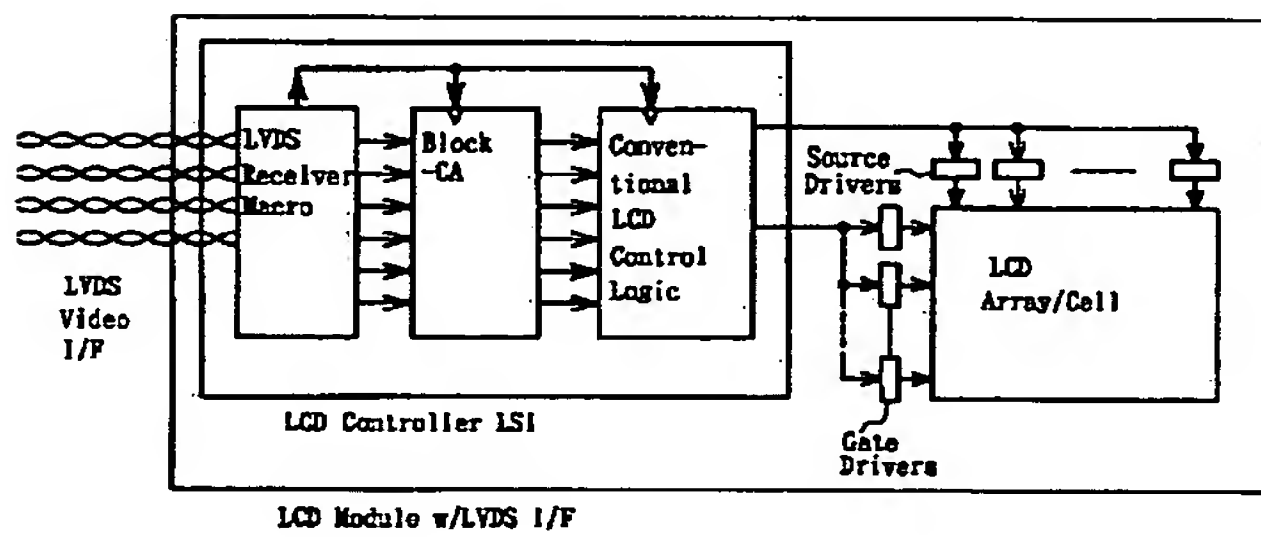 LVDS
Receiver
Macro
Block
-CA
Conven-
tional
LCD
Control
Logic
Source
Drivers
LCD
Array/Cell
LVDS
Video
I/F
LCD Controller LSI
Gate
Drivers
LCD Module w/LVDS I/F